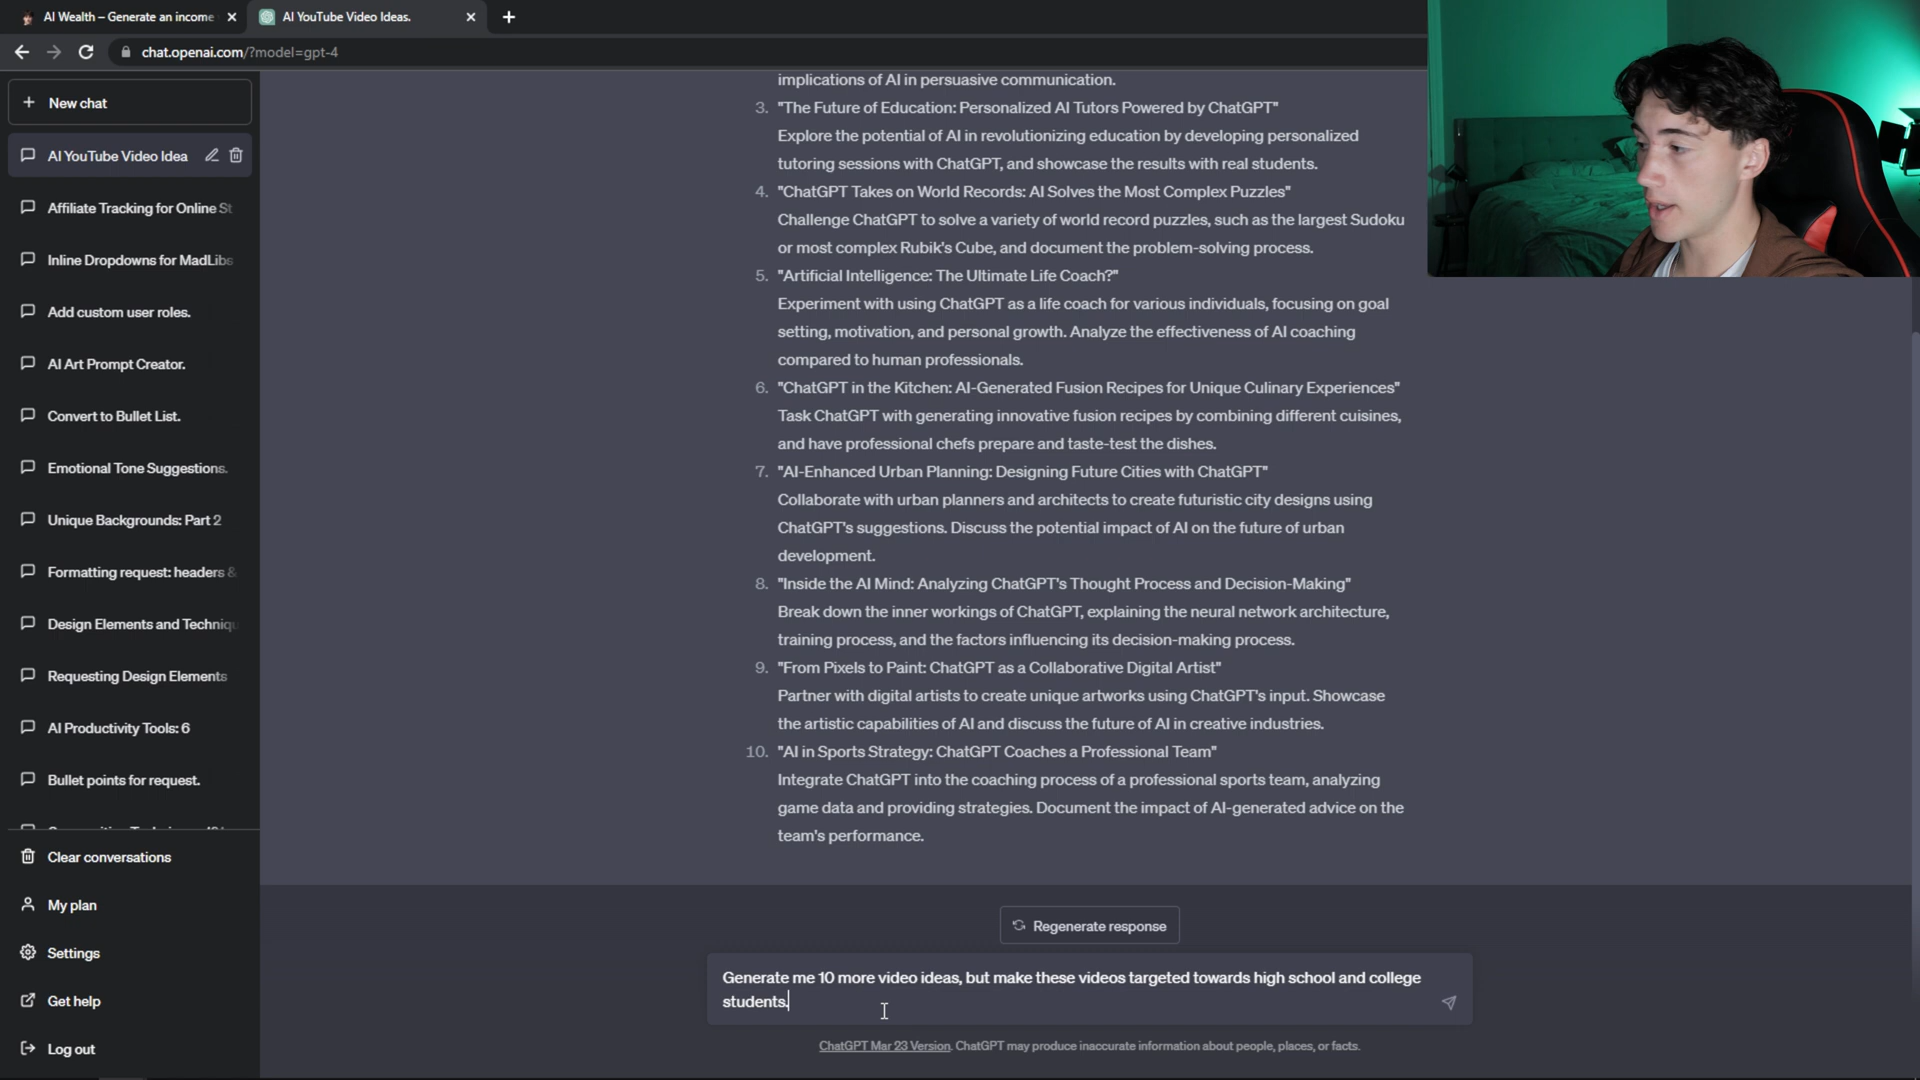 AI Wealth – Generate an income
AI YouTube Video Ideas.
chat.openai.com/?model=gpt-4
New chat
AI YouTube Video Idea
Affiliate Tracking for Online St
Inline Dropdowns for MadLibs
Add custom user roles.
AI Art Prompt Creator.
Convert to Bullet List.
Emotional Tone Suggestions.
Unique Backgrounds: Part 2
Formatting request: headers &
Design Elements and Techniqu
Requesting Design Elements
AI Productivity Tools: 6
Bullet points for request.
Clear conversations
My plan
Settings
Get help
Log out
implications of AI in persuasive communication.
3. "The Future of Education: Personalized AI Tutors Powered by ChatGPT"
Explore the potential of AI in revolutionizing education by developing personalized
tutoring sessions with ChatGPT, and showcase the results with real students.
4. "ChatGPT Takes on World Records: AI Solves the Most Complex Puzzles"
Challenge ChatGPT to solve a variety of world record puzzles, such as the largest Sudoku
or most complex Rubik's Cube, and document the problem-solving process.
5. "Artificial Intelligence: The Ultimate Life Coach?"
Experiment with using ChatGPT as a life coach for various individuals, focusing on goal
setting, motivation, and personal growth. Analyze the effectiveness of AI coaching
compared to human professionals.
6. "ChatGPT in the Kitchen: AI-Generated Fusion Recipes for Unique Culinary Experiences"
Task ChatGPT with generating innovative fusion recipes by combining different cuisines,
and have professional chefs prepare and taste-test the dishes.
7. "AI-Enhanced Urban Planning: Designing Future Cities with ChatGPT"
Collaborate with urban planners and architects to create futuristic city designs using
ChatGPT's suggestions. Discuss the potential impact of AI on the future of urban
development.
8. "Inside the AI Mind: Analyzing ChatGPT's Thought Process and Decision-Making"
Break down the inner workings of ChatGPT, explaining the neural network architecture,
training process, and the factors influencing its decision-making process.
9. "From Pixels to Paint: ChatGPT as a Collaborative Digital Artist"
Partner with digital artists to create unique artworks using ChatGPT's input. Showcase
the artistic capabilities of AI and discuss the future of AI in creative industries.
10. "AI in Sports Strategy: ChatGPT Coaches a Professional Team"
Integrate ChatGPT into the coaching process of a professional sports team, analyzing
game data and providing strategies. Document the impact of AI-generated advice on the
team's performance.
Regenerate response
Generate me 10 more video ideas, but make these videos targeted towards high school and college
students.
ChatGPT Mar 23 Version. ChatGPT may produce inaccurate information about people, places, or facts.